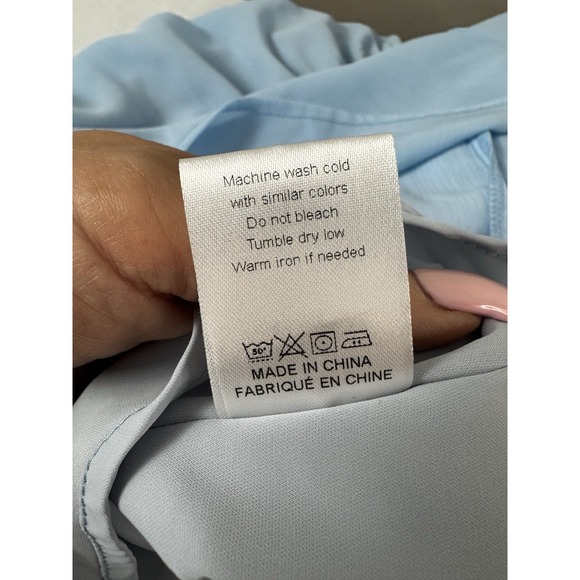 Machine wash cold
with similar colors
Do not bleach
Tumble dry low
Warm iron if needed
30°
MADE IN CHINA
FABRIQUÉ EN CHINE